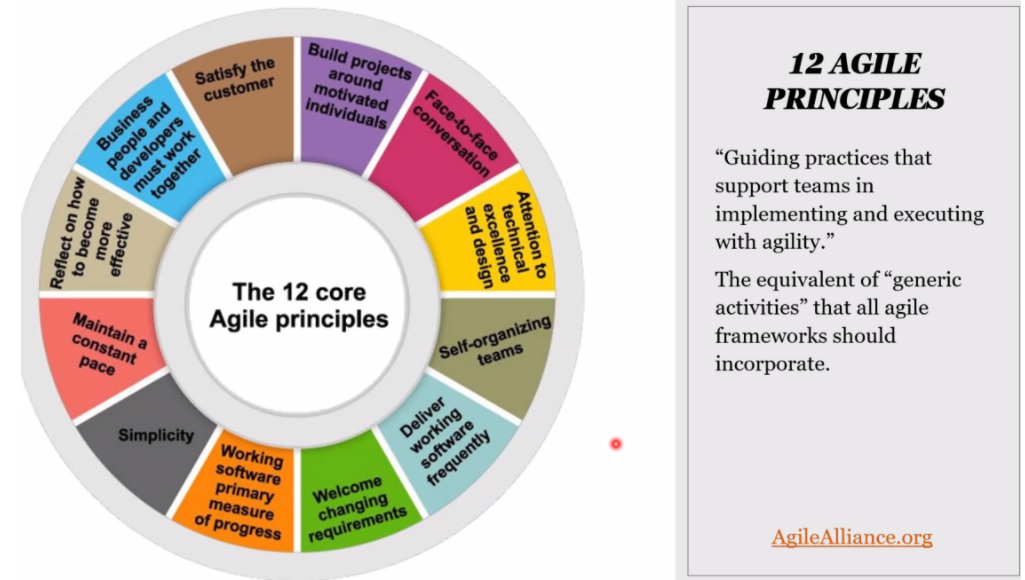 Satisfy the
customer
Build projects
around
motivated
individuals
Face-to-face
conversation
Attention to
technical
excellence
and design
Self-organizing
teams
Deliver
working
software
frequently
Welcome
changing
requirements
Working
software
primary
measure
of progress
Simplicity
Maintain a
constant
pace
Reflect on how
to become
more
effective
Business
people and
developers
must work
together
The 12 core
Agile principles
12 AGILE
PRINCIPLES
“Guiding practices that
support teams in
implementing and executing
with agility.”
The equivalent of “generic
activities” that all agile
frameworks should
incorporate.
AgileAlliance.org